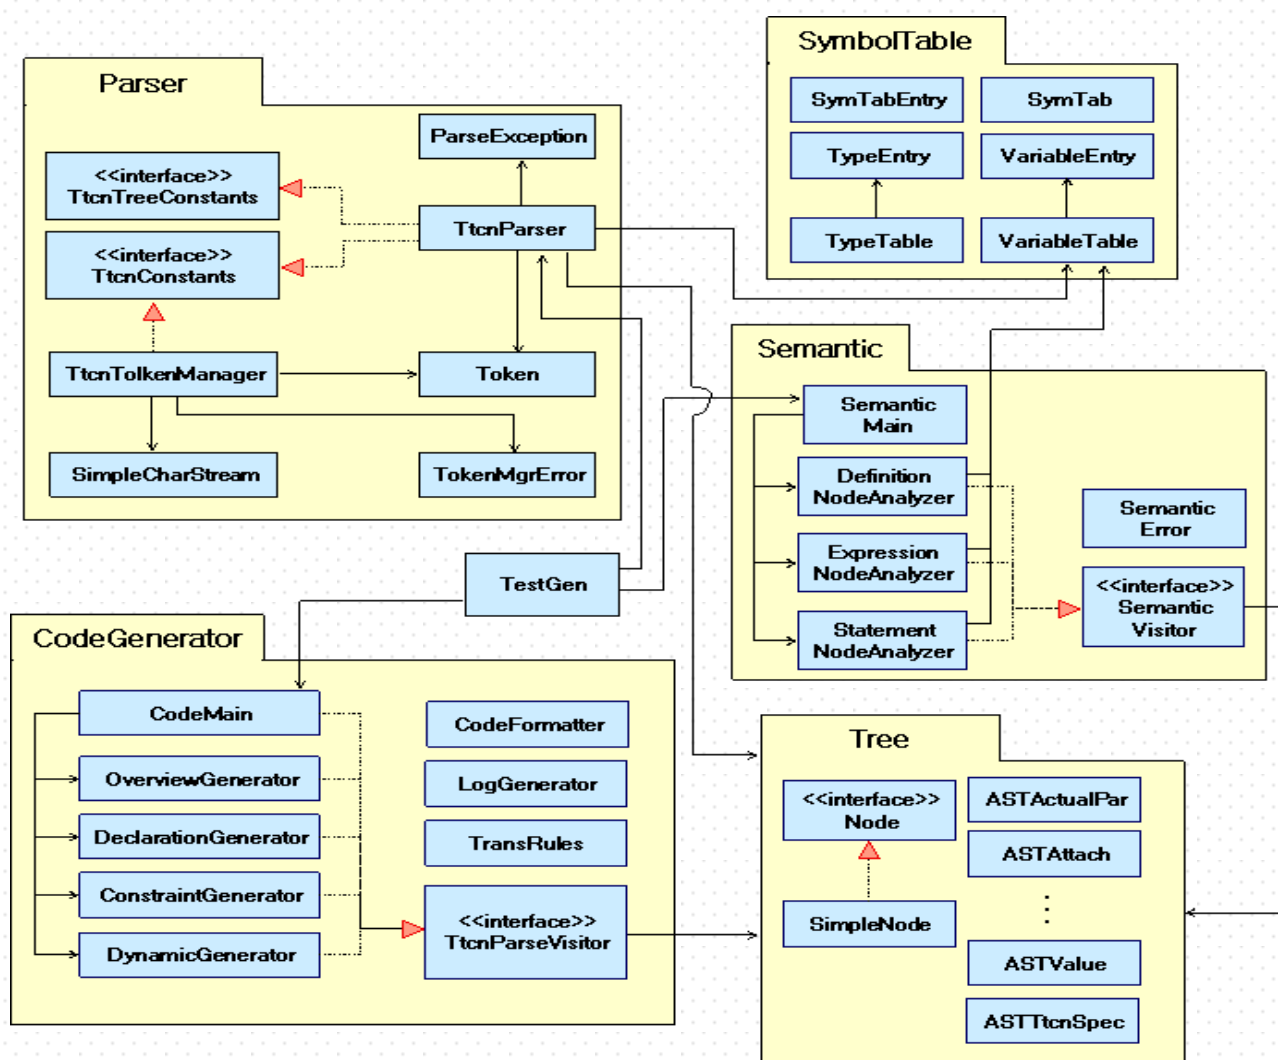 Parser
ParseException
<<interface>>
TtcnTreeConstants
TtcnParser
<<interface>>
TtcnConstants
TtcnTolkenManager
Token
SimpleCharStream
TokenMgrError
SymbolTable
SymTabEntry
SymTab
TypeEntry
VariableEntry
TypeTable
VariableTable
Semantic
Semantic
Main
Definition
NodeAnalyzer
Expression
NodeAnalyzer
Statement
NodeAnalyzer
Semantic
Error
<<interface>>
Semantic
Visitor
TestGen
CodeGenerator
CodeMain
OverviewGenerator
DeclarationGenerator
ConstraintGenerator
DynamicGenerator
CodeFormatter
LogGenerator
TransRules
<<interface>>
TtcnParseVisitor
Tree
<<interface>>
Node
SimpleNode
ASTActualPar
ASTAttach
ASTValue
ASTTtcnSpec